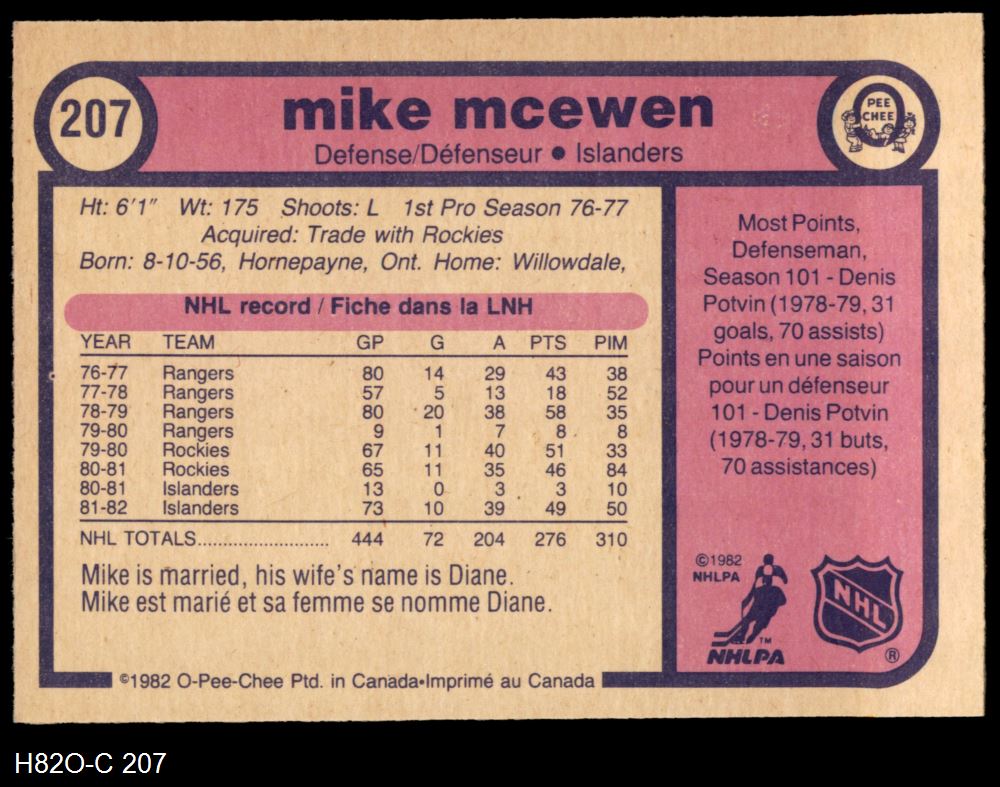 207
mike mcewen
Defense/Défenseur • Islanders
PEE
CHEE
Ht: 6'1" Wt: 175 Shoots: L 1st Pro Season 76-77
Acquired: Trade with Rockies
Born: 8-10-56, Hornepayne, Ont. Home: Willowdale,
NHL record / Fiche dans la LNH
YEAR TEAM GP G A PTS PIM
76-77 Rangers 80 14 29 43 38
77-78 Rangers 57 5 13 18 52
78-79 Rangers 80 20 38 58 35
79-80 Rangers 9 1 7 8 8
79-80 Rockies 67 11 40 51 33
80-81 Rockies 65 11 35 46 84
80-81 Islanders 13 0 3 3 10
81-82 Islanders 73 10 39 49 50
NHL TOTALS............................ 444 72 204 276 310
Mike is married, his wife's name is Diane.
Mike est marié et sa femme se nomme Diane.
©1982 O-Pee-Chee Ptd. in Canada•Imprimé au Canada
Most Points,
Defenseman,
Season 101 - Denis
Potvin (1978-79, 31
goals, 70 assists)
Points en une saison
pour un défenseur
101 - Denis Potvin
(1978-79, 31 buts,
70 assistances)
©1982
NHLPA
TM
NHLPA
NHL
®
H82O-C 207